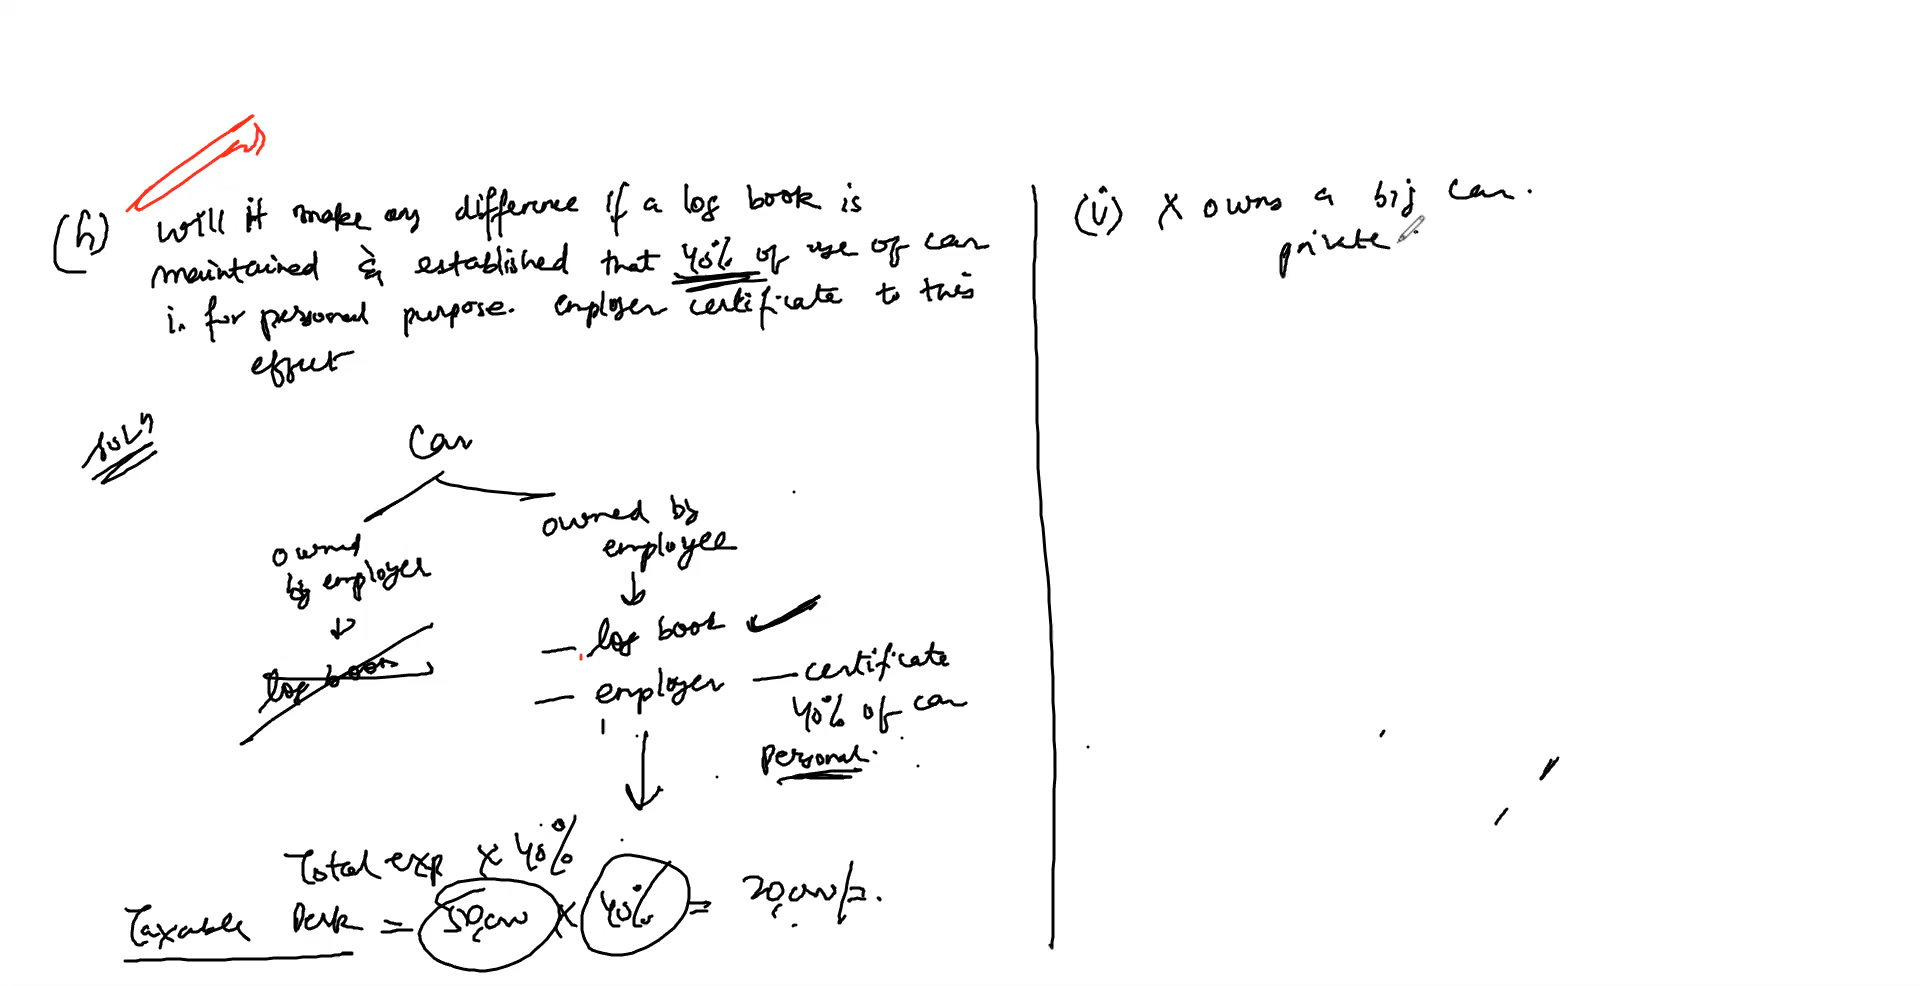 (h) Will it make any difference if a log book is
maintained & established that 40% of use of car
is for personal purpose. employer certificate to this
effect
Soln
Car
owned
by employer
log book
owned by
employee
- log book ✓
- employer - certificate
40% of car
personal.
Total exp x 40%
Taxable Perk = 50,000 x 40% = 20,000/=.
(i) X owns a big car.
private